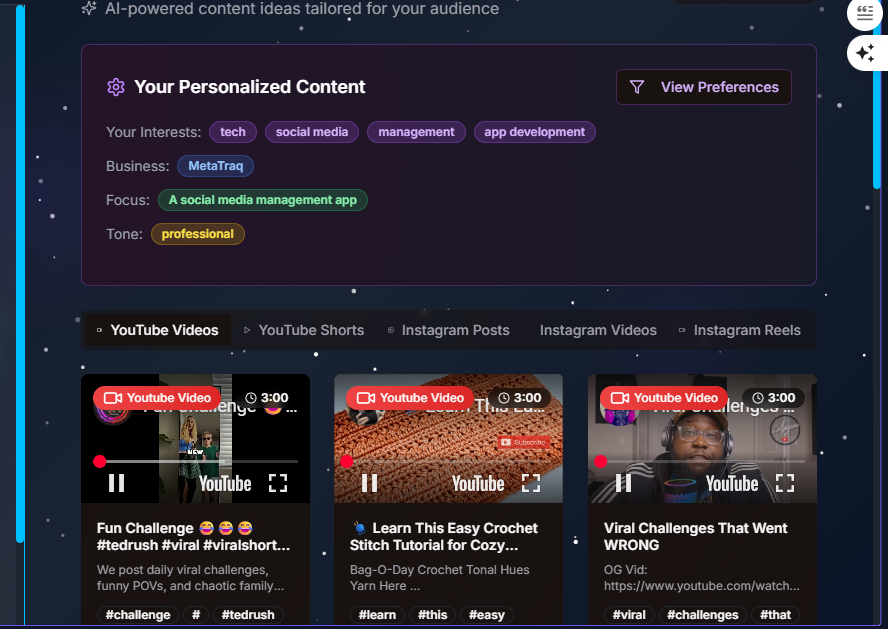 AI-powered content ideas tailored for your audience
Your Personalized Content
View Preferences
Your Interests: tech social media management app development
Business: MetaTraq
Focus: A social media management app
Tone: professional
YouTube Videos YouTube Shorts Instagram Posts Instagram Videos Instagram Reels
Youtube Video 3:00
Fun Challenge 😂 ...
NEW
YouTube
Fun Challenge 😂 😂 😂
#tedrush #viral #viralshort...
We post daily viral challenges,
funny POVs, and chaotic family...
#challenge # #tedrush
Youtube Video 3:00
Learn This Ea...
Subscribe
YouTube
🧶 Learn This Easy Crochet
Stitch Tutorial for Cozy...
Bag-O-Day Crochet Tonal Hues
Yarn Here ...
#learn #this #easy
Youtube Video 3:00
Viral Challenges ...
YouTube
Viral Challenges That Went
WRONG
OG Vid:
https://www.youtube.com/watch...
#viral #challenges #that